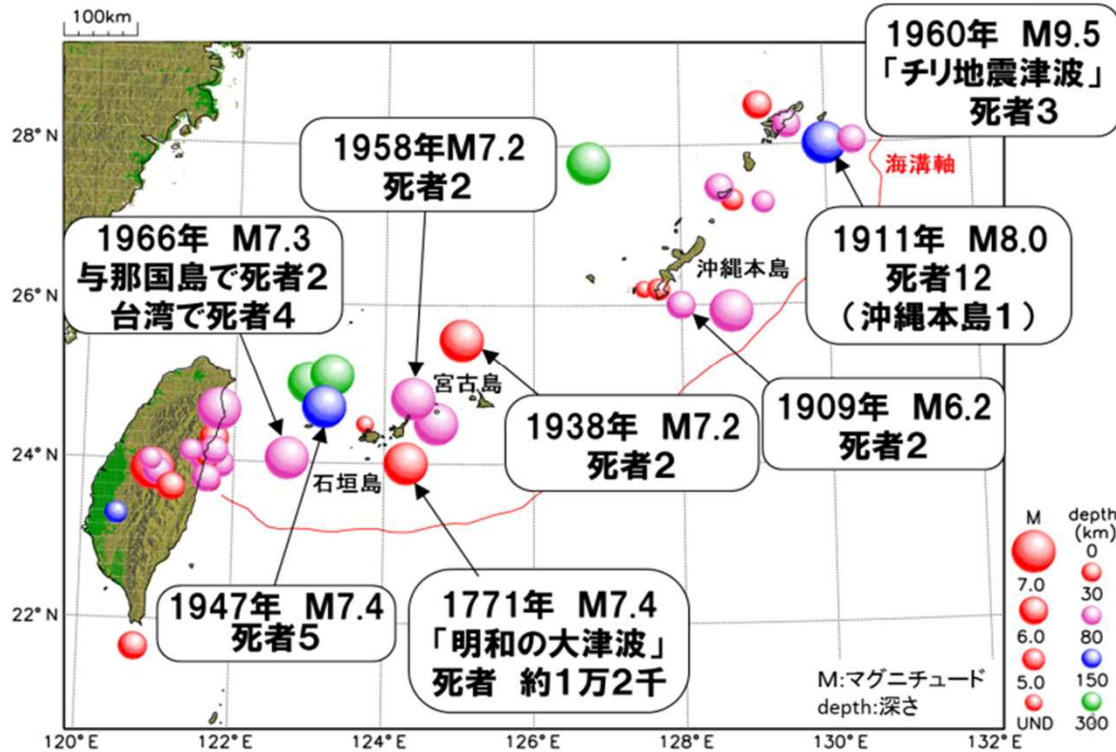 100km
1960年 M9.5
「チリ地震津波」
死者3
28°N
1958年M7.2
死者2
海溝軸
1966年 M7.3
与那国島で死者2
台湾で死者4
沖縄本島
1911年 M8.0
死者12
(沖縄本島1)
26°N
宮古島
1938年 M7.2
死者2
1909年 M6.2
死者2
24°N
石垣島
1947年 M7.4
死者5
1771年 M7.4
「明和の大津波」
死者 約1万2千
22°N
M:マグニチュード
depth:深さ
M
depth
(km)
0
7.0
30
6.0
80
5.0
150
UND
300
120°E
122°E
124°E
126°E
128°E
130°E
132°E